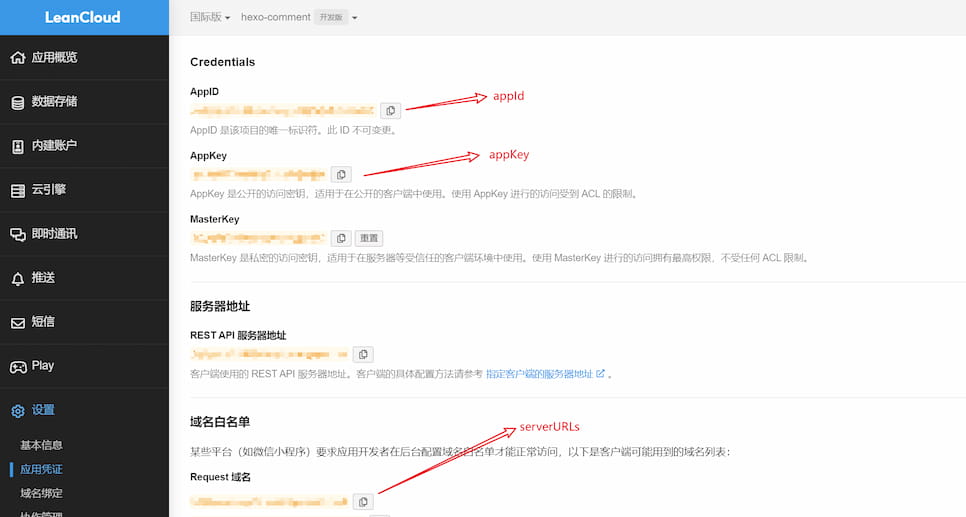 LeanCloud
国际版 hexo-comment 开发版
应用概览
数据存储
内建账户
云引擎
即时通讯
推送
短信
Play
设置
基本信息
应用凭证
域名绑定
协作管理
Credentials
AppID
appId
AppID 是该项目的唯一标识符。此 ID 不可变更。
AppKey
appKey
AppKey 是公开的访问密钥，适用于在公开的客户端中使用。使用 AppKey 进行的访问受到 ACL 的限制。
MasterKey
重置
MasterKey 是私密的访问密钥，适用于在服务器等受信任的客户端环境中使用。使用 MasterKey 进行的访问拥有最高权限，不受任何 ACL 限制。
服务器地址
REST API 服务器地址
客户端使用的 REST API 服务器地址。客户端的具体配置方法请参考 指定客户端的服务器地址 。
域名白名单
serverURLs
某些平台（如微信小程序）要求应用开发者在后台配置域名白名单才能正常访问，以下是客户端可能用到的域名列表：
Request 域名